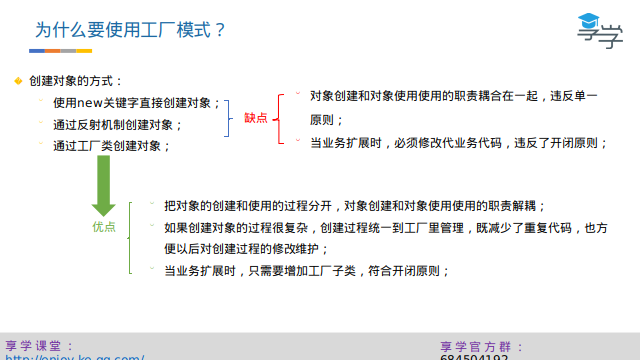 为什么要使用工厂模式？
享学
创建对象的方式：
使用new关键字直接创建对象；
通过反射机制创建对象；
通过工厂类创建对象；
缺点
对象创建和对象使用使用的职责耦合在一起，违反单一
原则；
当业务扩展时，必须修改代业务代码，违反了开闭原则；
优点
把对象的创建和使用的过程分开，对象创建和对象使用使用的职责解耦；
如果创建对象的过程很复杂，创建过程统一到工厂里管理，既减少了重复代码，也方
便以后对创建过程的修改维护；
当业务扩展时，只需要增加工厂子类，符合开闭原则；
享学课堂：
http://enjoy.ke.qq.com/
享学官方群：
684504192